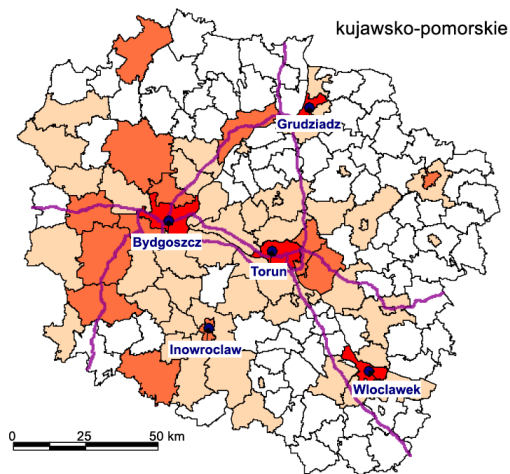 kujawsko-pomorskie
Grudziadz
Bydgoszcz
Torun
Inowroclaw
Wloclawek
0 25 50 km